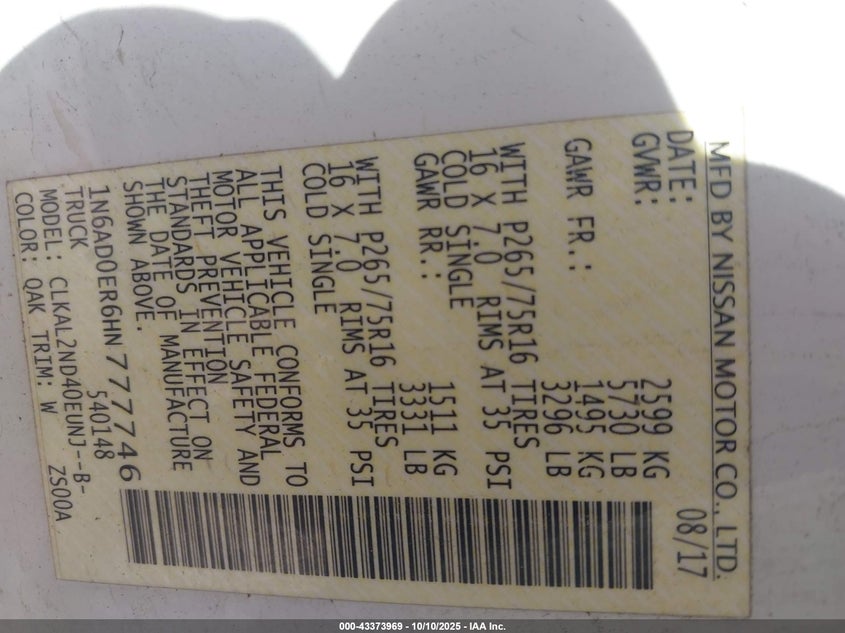 MFD BY NISSAN MOTOR CO., LTD.
DATE: 08/17
GVWR: 2599 KG
5730 LB
GAWR FR.: 1495 KG
3296 LB
WITH P265/75R16 TIRES
16 X 7.0 RIMS AT 35 PSI
COLD SINGLE
GAWR RR.: 1511 KG
3331 LB
WITH P265/75R16 TIRES
16 X 7.0 RIMS AT 35 PSI
COLD SINGLE
THIS VEHICLE CONFORMS TO
ALL APPLICABLE FEDERAL
MOTOR VEHICLE SAFETY AND
THEFT PREVENTION
STANDARDS IN EFFECT ON
THE DATE OF MANUFACTURE
SHOWN ABOVE.
1N6AD0ER6HN777746
TRUCK 540148
MODEL: CLKAL2ND40EUNJ--B-
COLOR: QAK TRIM: W ZS00A
000-43373969 - 10/10/2025 - IAA Inc.